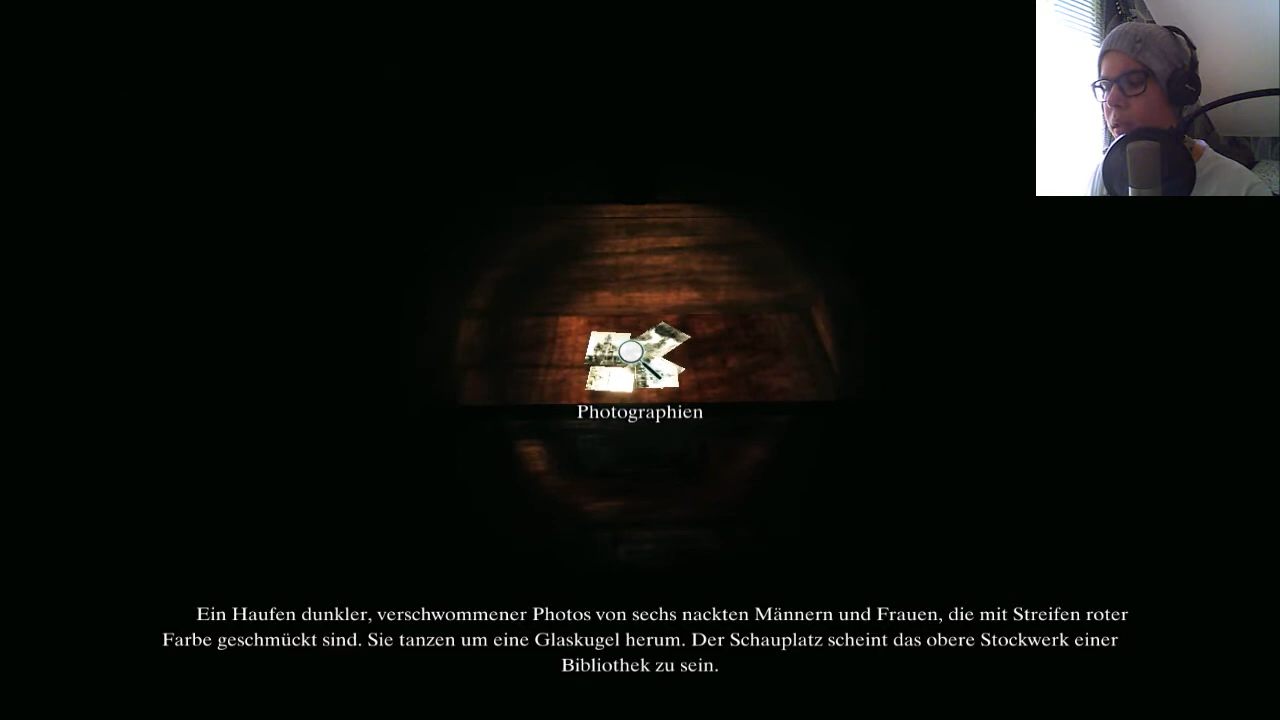 Photographien
Ein Haufen dunkler, verschwommener Photos von sechs nackten Männern und Frauen, die mit Streifen roter
Farbe geschmückt sind. Sie tanzen um eine Glaskugel herum. Der Schauplatz scheint das obere Stockwerk einer
Bibliothek zu sein.